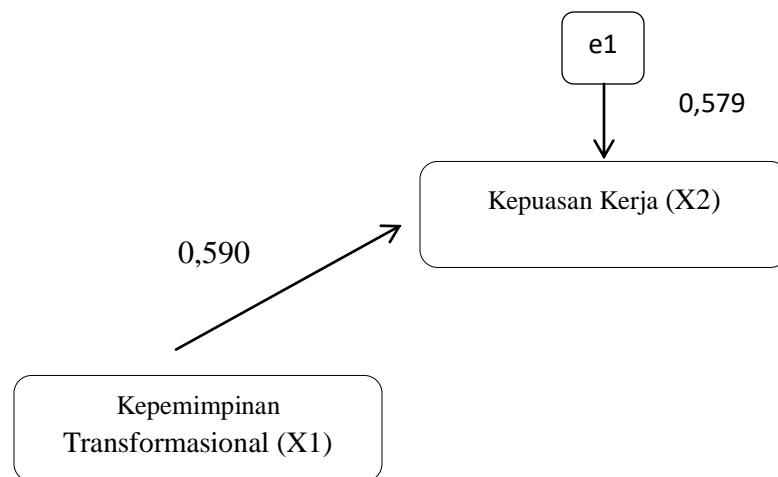 e1
0,579
Kepuasan Kerja (X2)
0,590
Kepemimpinan
Transformasional (X1)